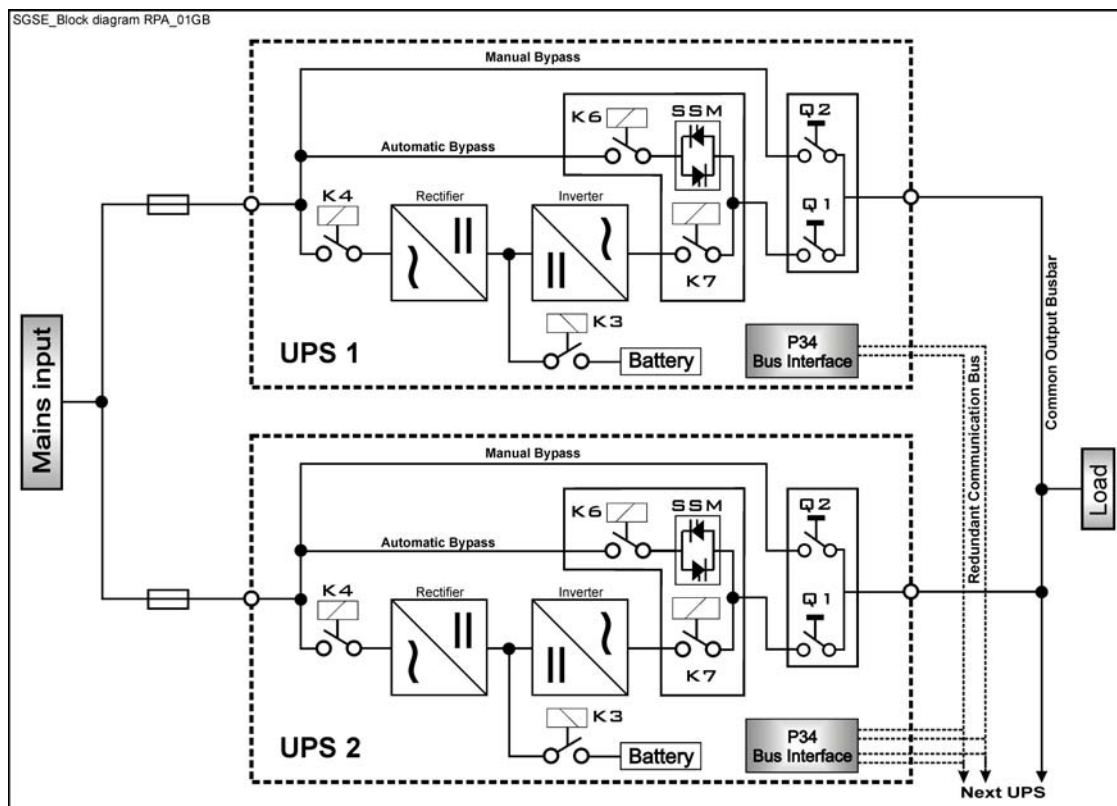 SGSE_Block diagram RPA_01GB
Manual Bypass
K6
SSM
Q2
Automatic Bypass
K4
Rectifier
Inverter
Q1
K7
K3
Battery
UPS 1
P34
Bus Interface
Mains input
Redundant Communication Bus
Common Output Busbar
Load
Manual Bypass
K6
SSM
Q2
Automatic Bypass
K4
Rectifier
Inverter
Q1
K7
K3
Battery
UPS 2
P34
Bus Interface
Next UPS